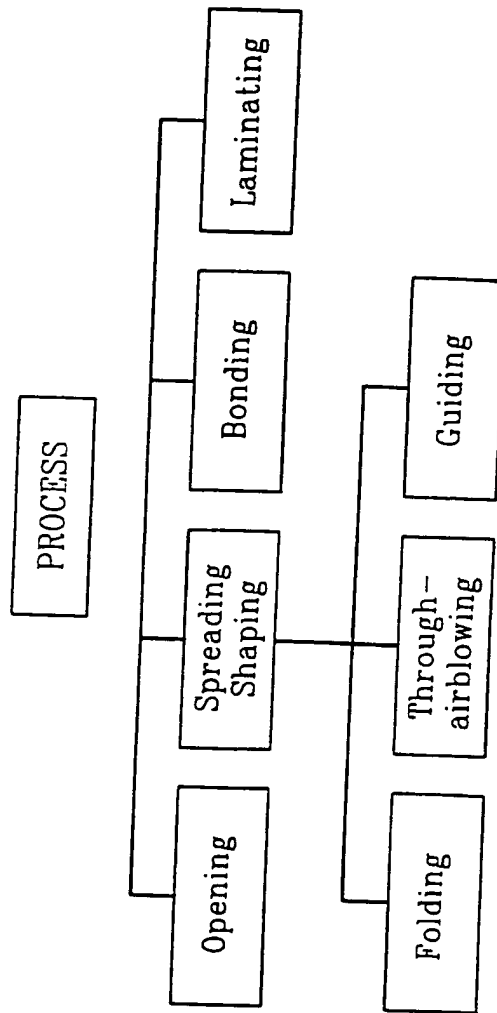 PROCESS
Opening
Spreading
Shaping
Bonding
Laminating
Folding
Through-
airblowing
Guiding